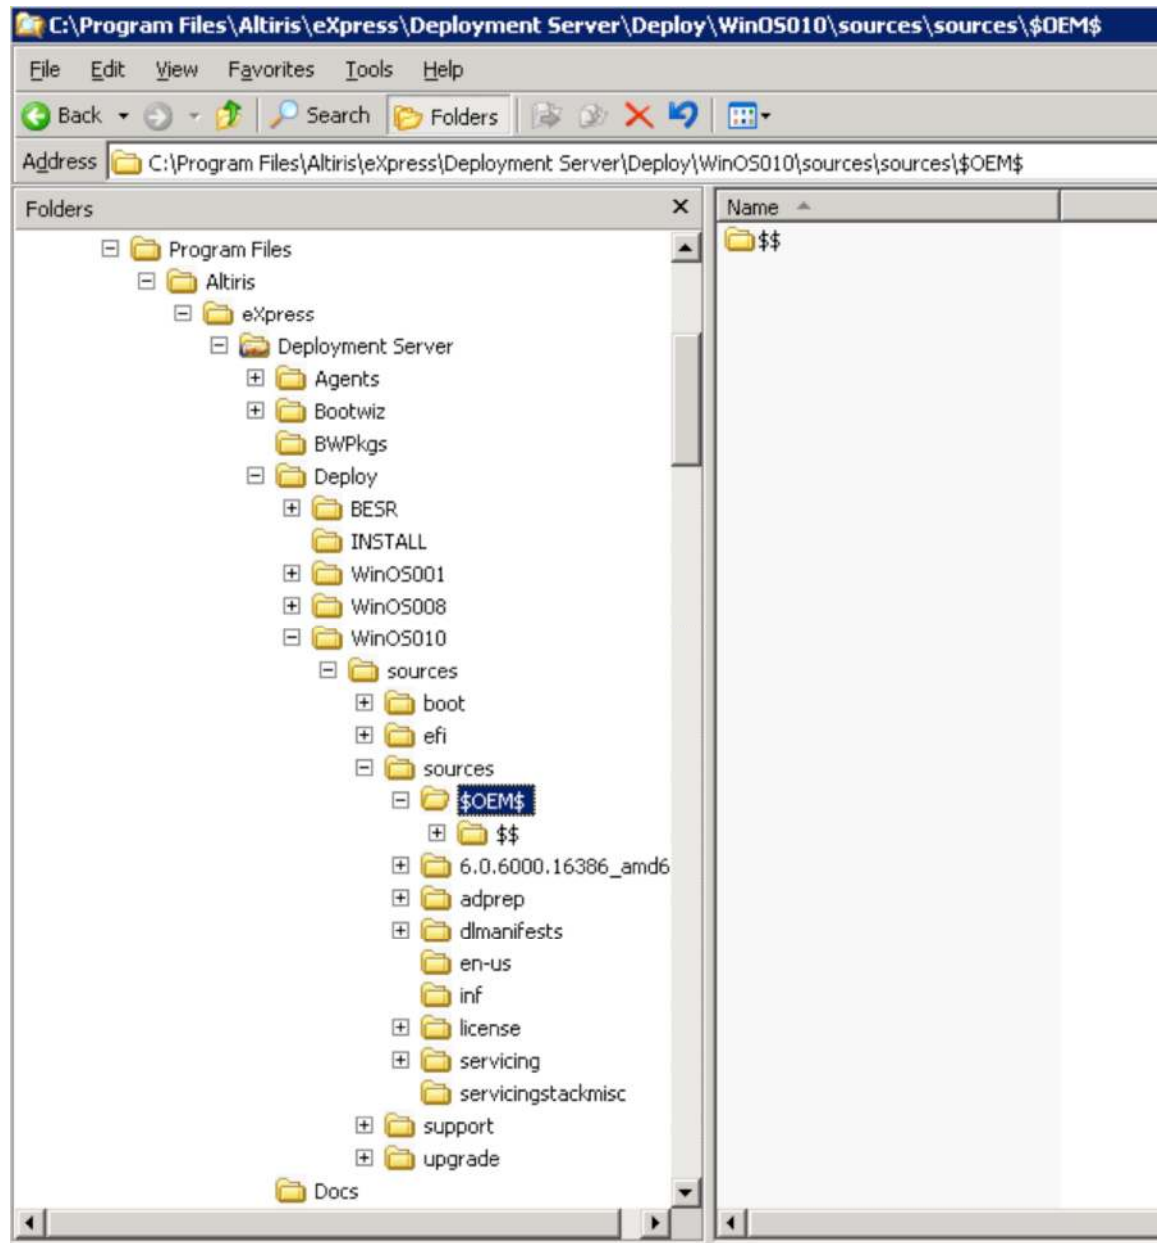 C:\Program Files\Altiris\eXpress\Deployment Server\Deploy\WinOS010\sources\sources\$OEM$
File Edit View Favorites Tools Help
Back Search Folders
Address C:\Program Files\Altiris\eXpress\Deployment Server\Deploy\WinOS010\sources\sources\$OEM$
Folders Name
Program Files $$
Altiris
eXpress
Deployment Server
Agents
Bootwiz
BWPkgs
Deploy
BESR
INSTALL
WinOS001
WinOS008
WinOS010
sources
boot
efi
sources
$OEM$
$$
6.0.6000.16386_amd6
adprep
dlmanifests
en-us
inf
license
servicing
servicingstackmisc
support
upgrade
Docs